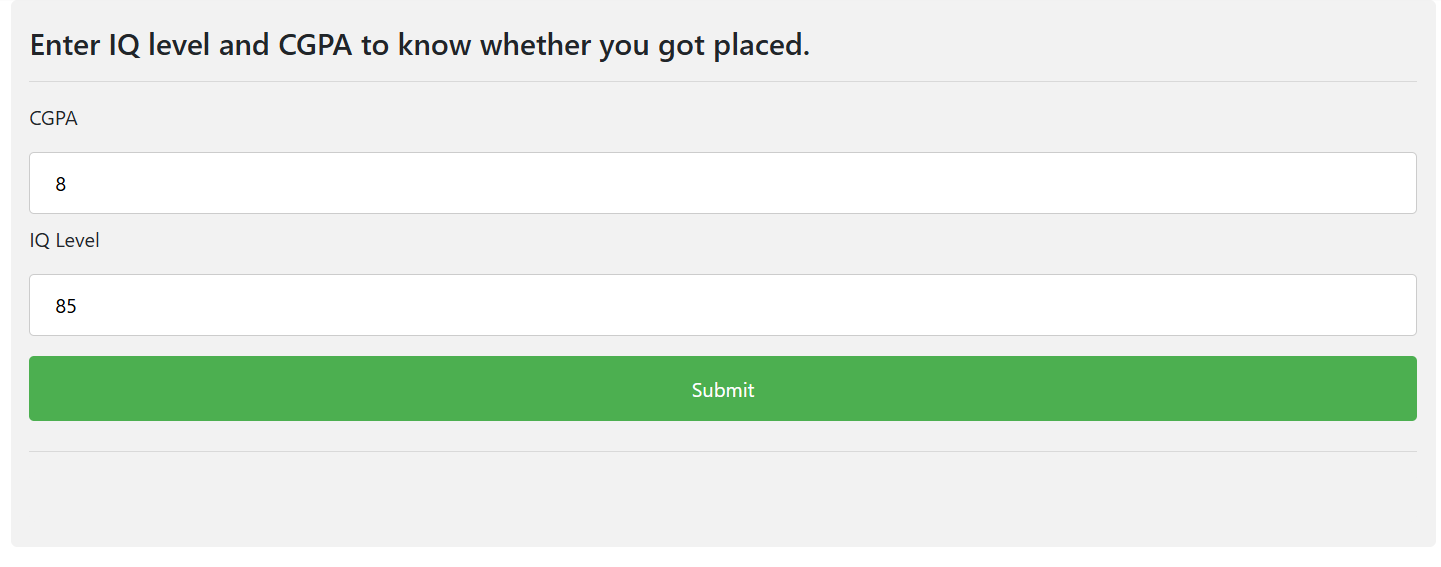 Enter IQ level and CGPA to know whether you got placed.
CGPA
8
IQ Level
85
Submit